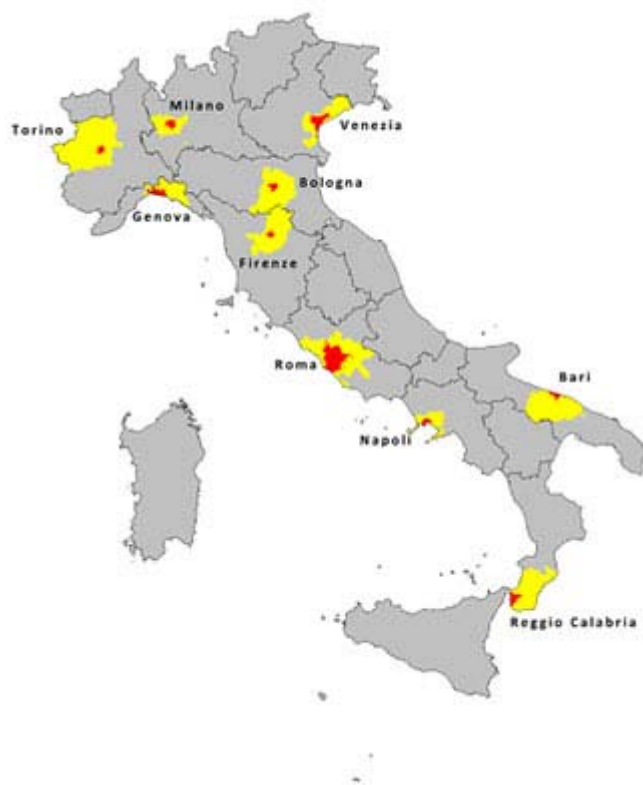 Milano
Torino
Venezia
Bologna
Genova
Firenze
Roma
Bari
Napoli
Reggio Calabria